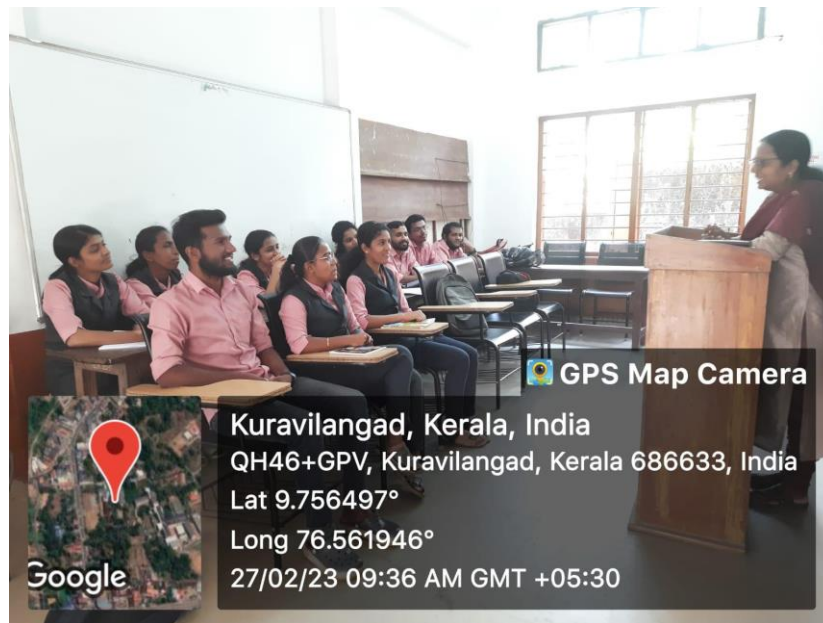 GPS Map Camera
Kuravilangad, Kerala, India
QH46+GPV, Kuravilangad, Kerala 686633, India
Lat 9.756497°
Long 76.561946°
27/02/23 09:36 AM GMT +05:30
Google